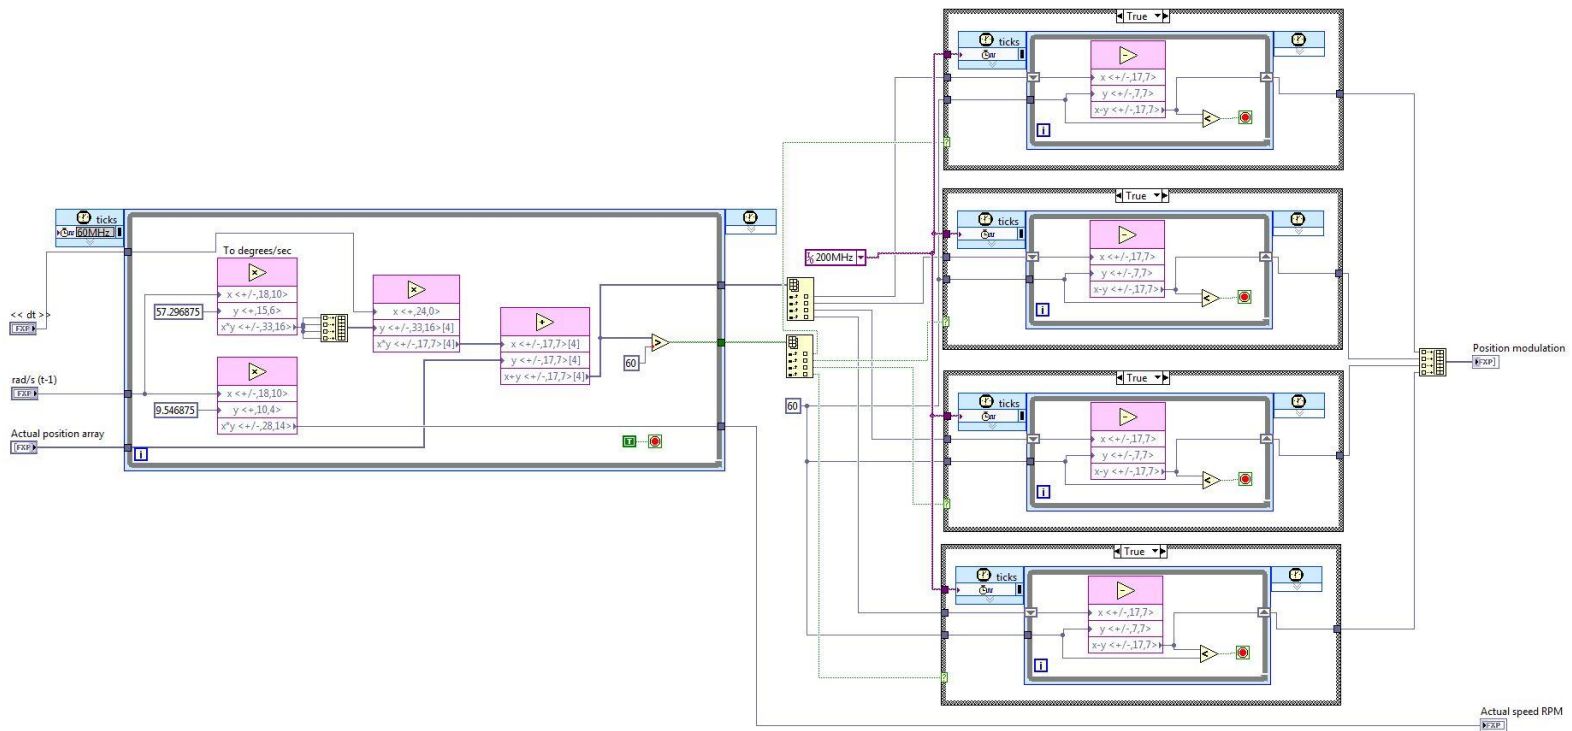 True
ticks
x <+/-,17,7>
y <+/-,7,7>
x-y <+/-,17,7>
i
True
ticks
x <+/-,17,7>
y <+/-,7,7>
x-y <+/-,17,7>
i
ticks
60MHz
To degrees/sec
x <+/-,18,10>
57.296875
y <+,15,6>
x*y <+/-,33,16>
x <+,24,0>
y <+/-,33,16>[4]
x*y <+/-,17,7>[4]
x <+/-,17,7>[4]
y <+/-,17,7>[4]
x+y <+/-,17,7>[4]
60
200MHz
<< dt >>
FXP
rad/s (t-1)
FXP
x <+/-,18,10>
9.546875
y <+,10,4>
x*y <+/-,28,14>
Actual position array
[FXP]
i
T
60
Position modulation
FXP]
True
ticks
x <+/-,17,7>
y <+/-,7,7>
x-y <+/-,17,7>
i
True
ticks
x <+/-,17,7>
y <+/-,7,7>
x-y <+/-,17,7>
i
Actual speed RPM
FXP